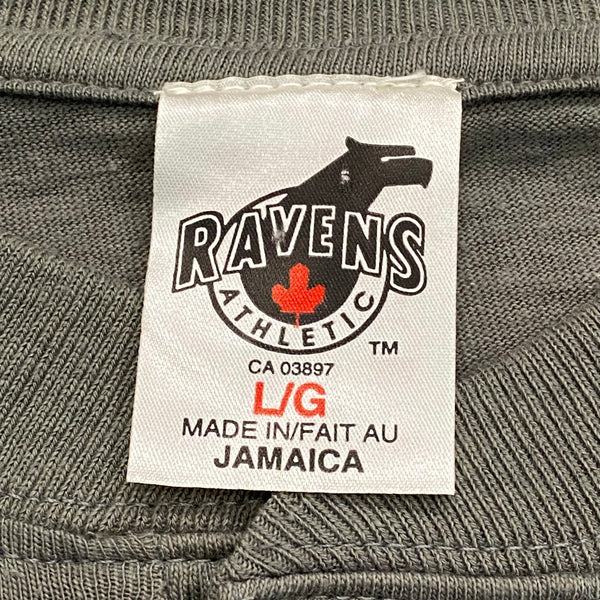 RAVENS
ATHLETIC
TM
CA 03897
L/G
MADE IN/FAIT AU
JAMAICA